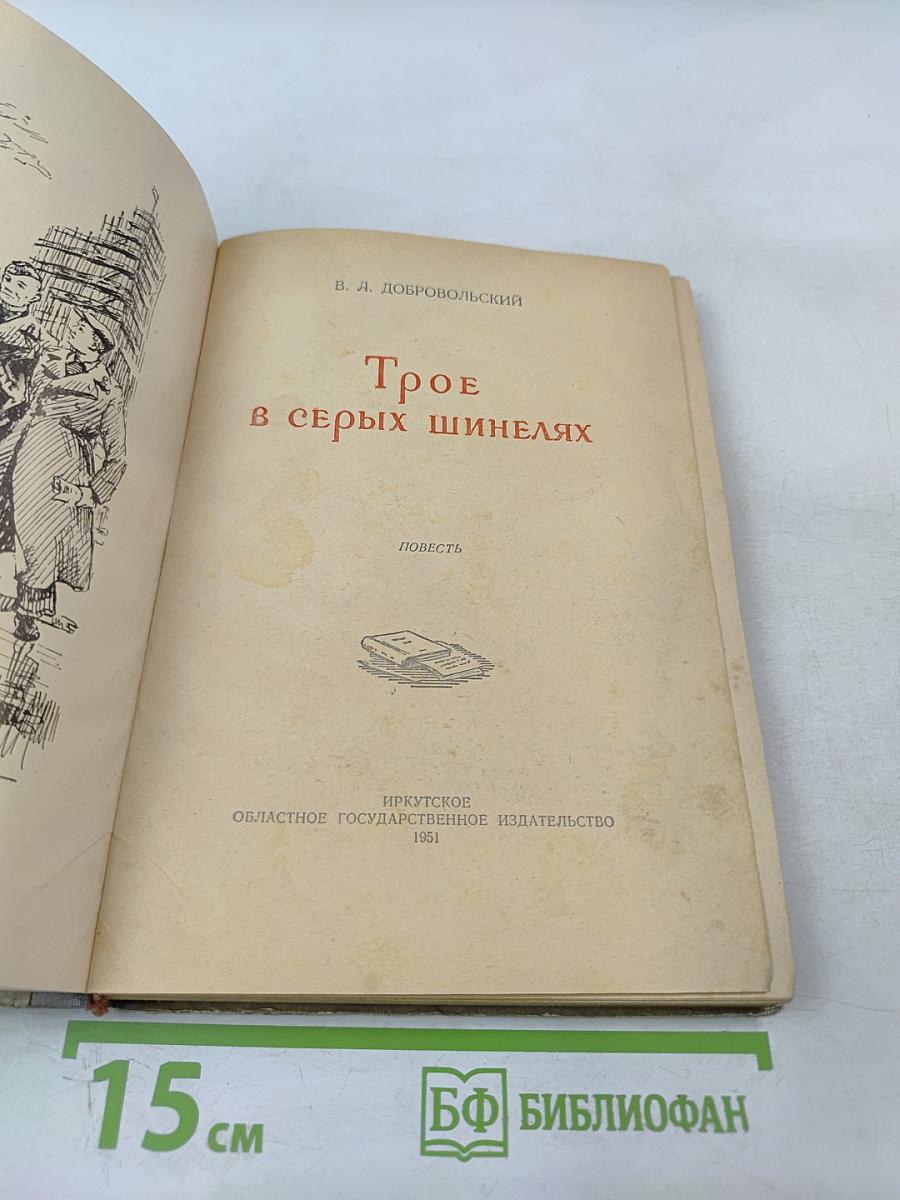 В. А. ДОБРОВОЛЬСКИЙ
Трое
в серых шинелях
ПОВЕСТЬ
ИРКУТСКОЕ
ОБЛАСТНОЕ ГОСУДАРСТВЕННОЕ ИЗДАТЕЛЬСТВО
1951
15 см
БФ БИБЛИОФАН